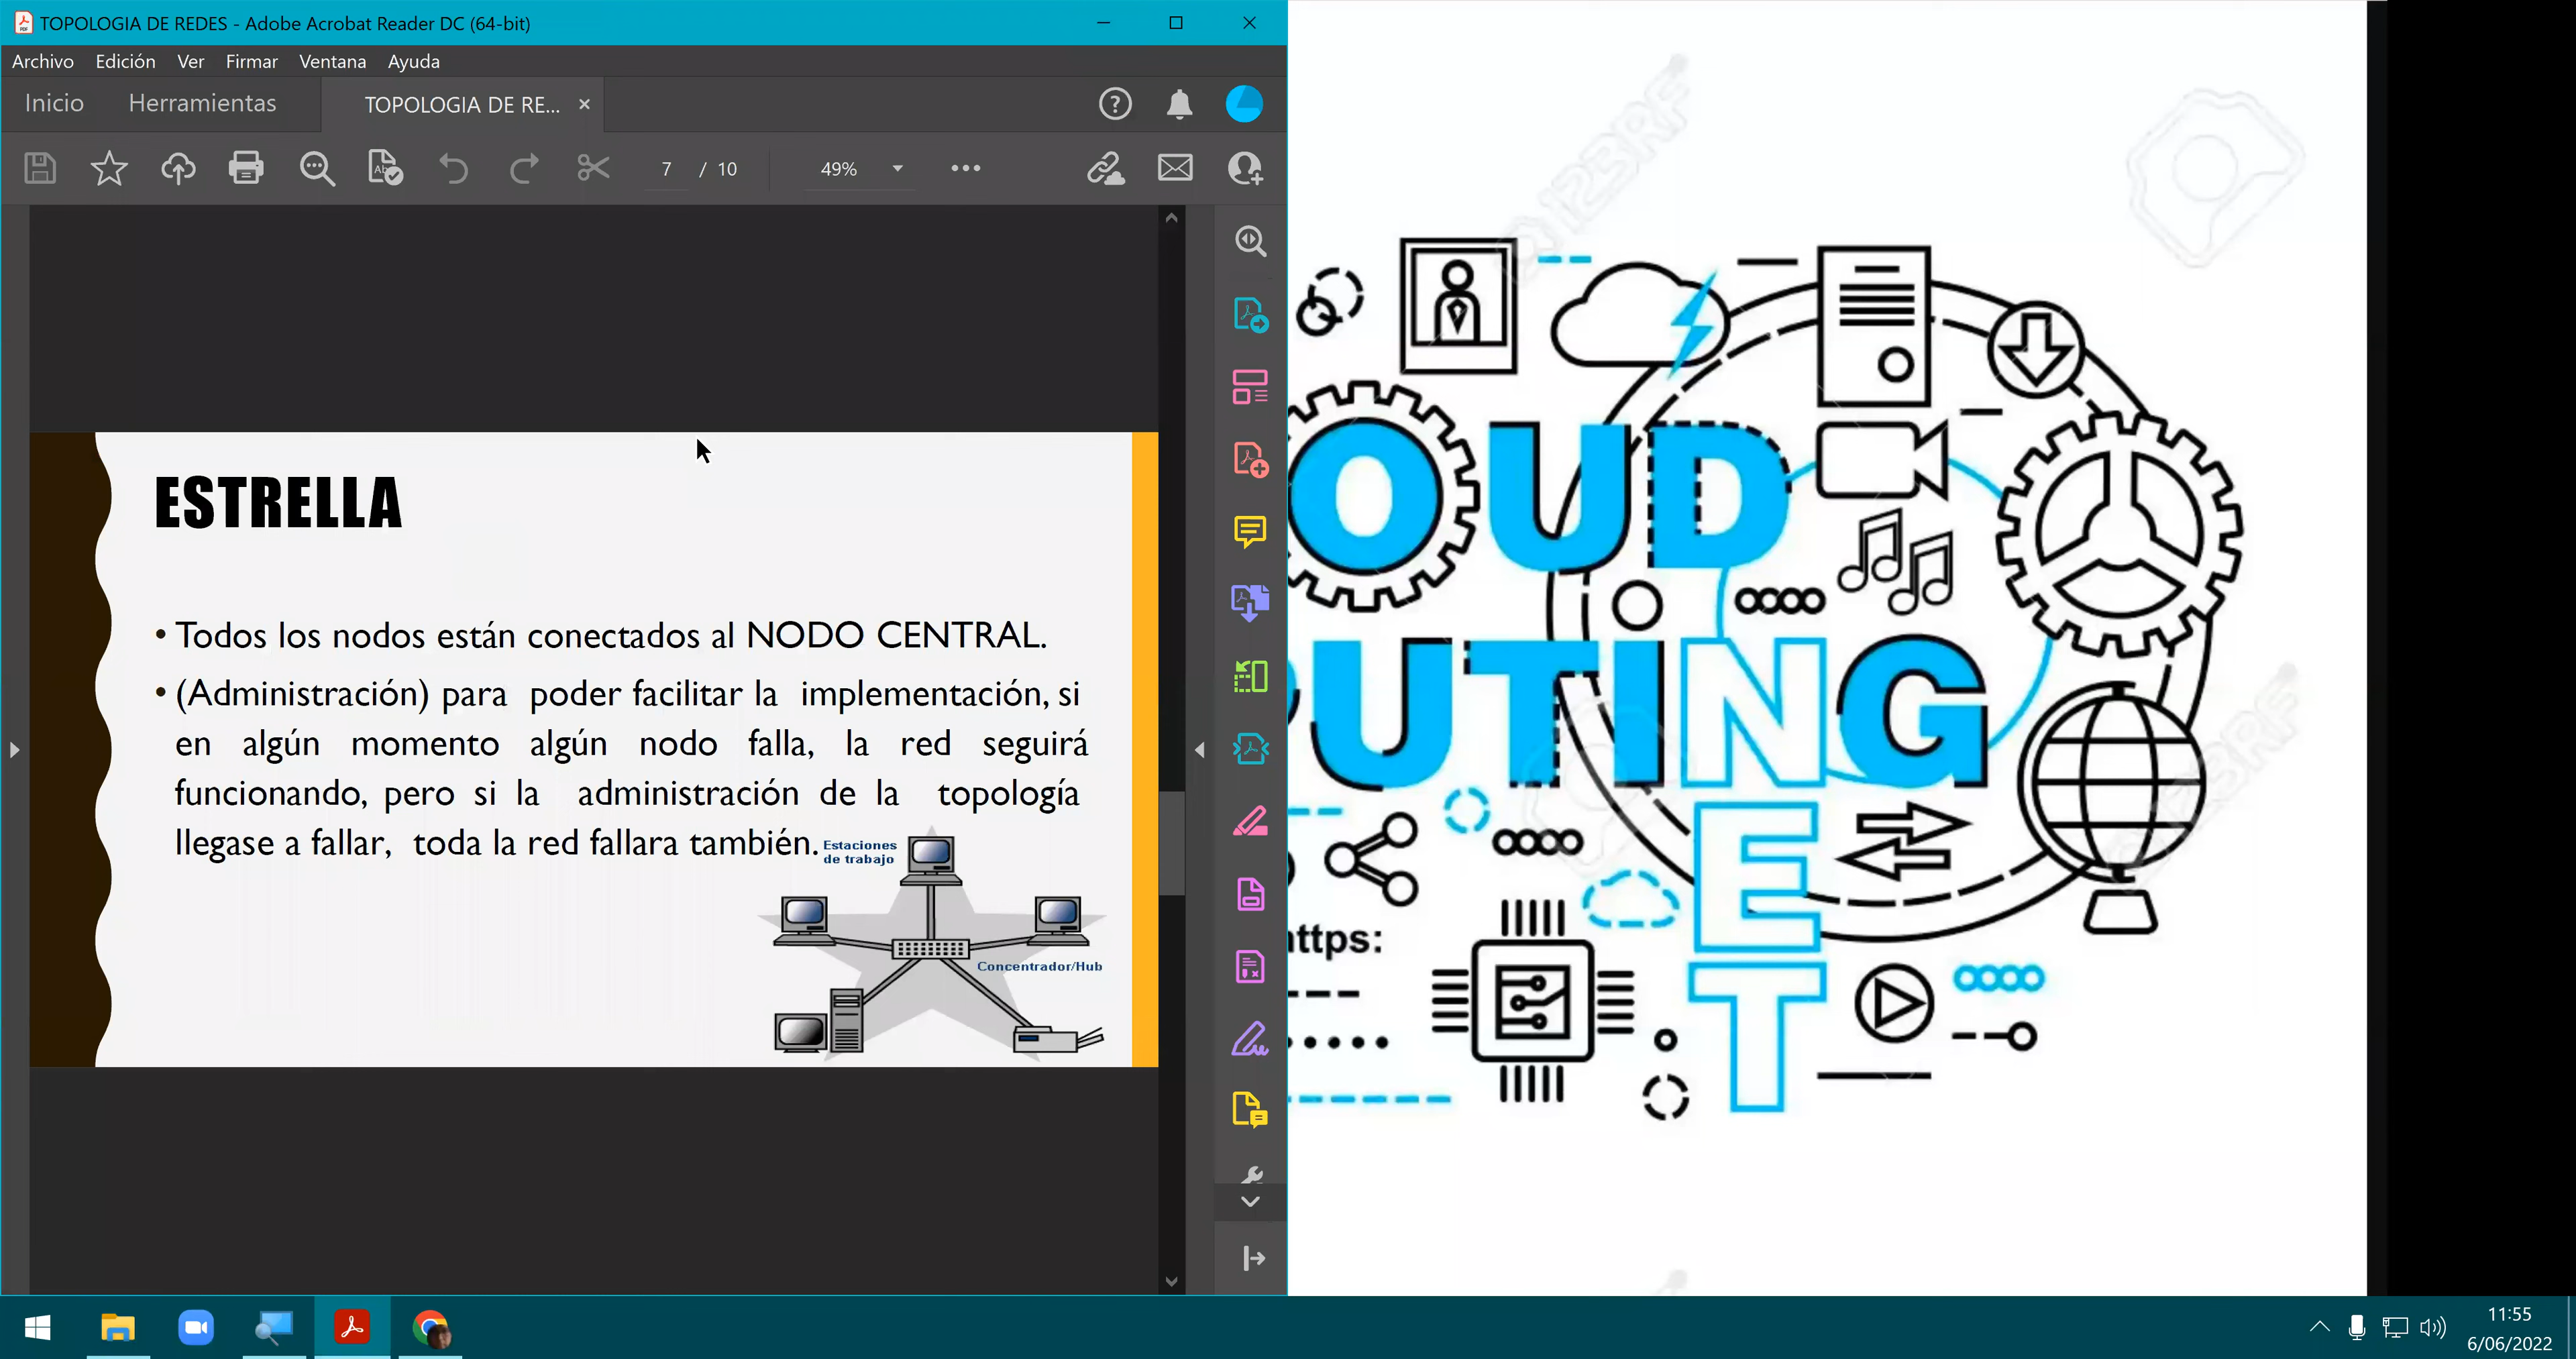 TOPOLOGIA DE REDES - Adobe Acrobat Reader DC (64-bit)
Archivo Edición Ver Firmar Ventana Ayuda
Inicio Herramientas TOPOLOGIA DE RE...
7 / 10 49%
ESTRELLA
• Todos los nodos están conectados al NODO CENTRAL.
• (Administración) para poder facilitar la implementación, si
en algún momento algún nodo falla, la red seguirá
funcionando, pero si la administración de la topología
llegase a fallar, toda la red fallara también.
Estaciones
de trabajo
Concentrador/Hub
OUD
UTING
E
T
ttps:
123RF
123RF
11:55
6/06/2022